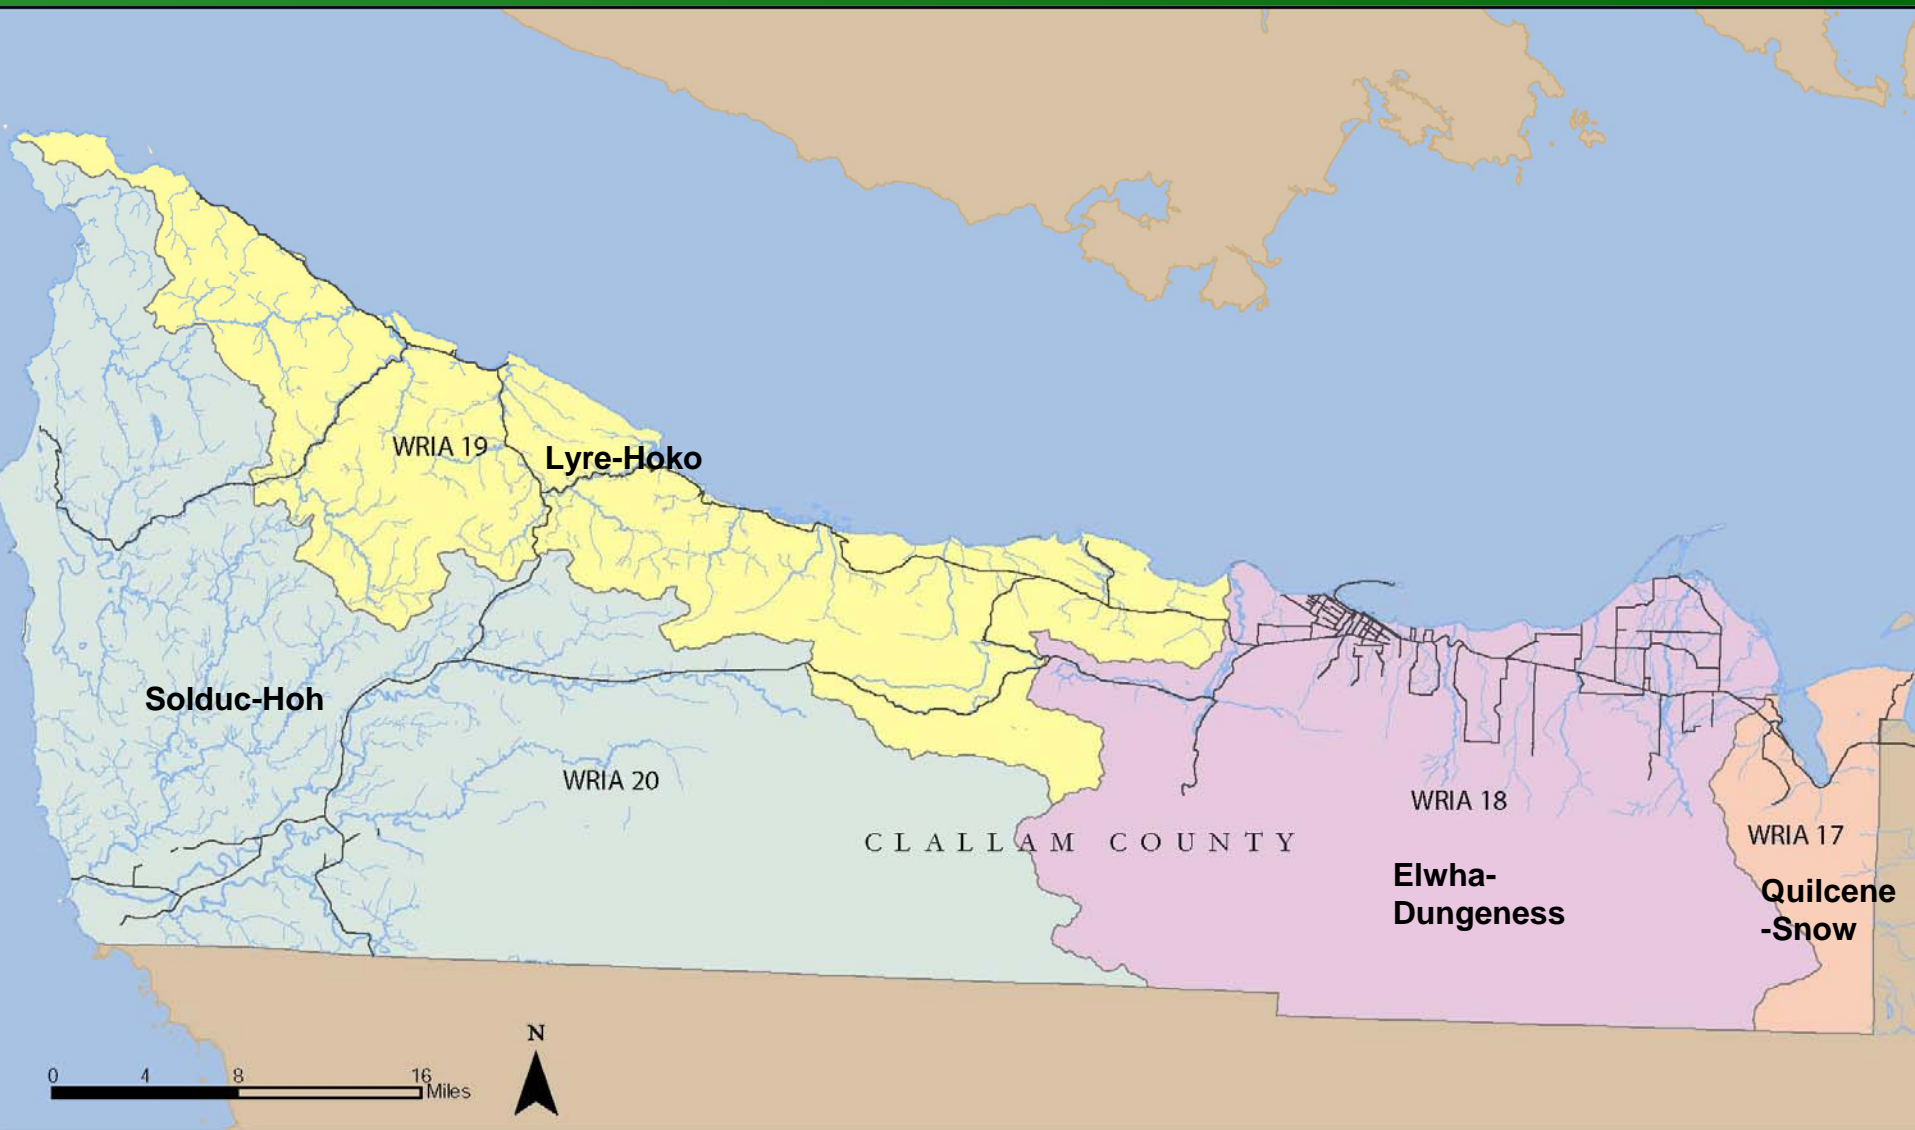 WRIA 19
Lyre-Hoko
Solduc-Hoh
WRIA 20
WRIA 18
CLALLAM COUNTY
WRIA 17
Elwha-
Dungeness
Quilcene
-Snow
N
0 4 8 16
Miles